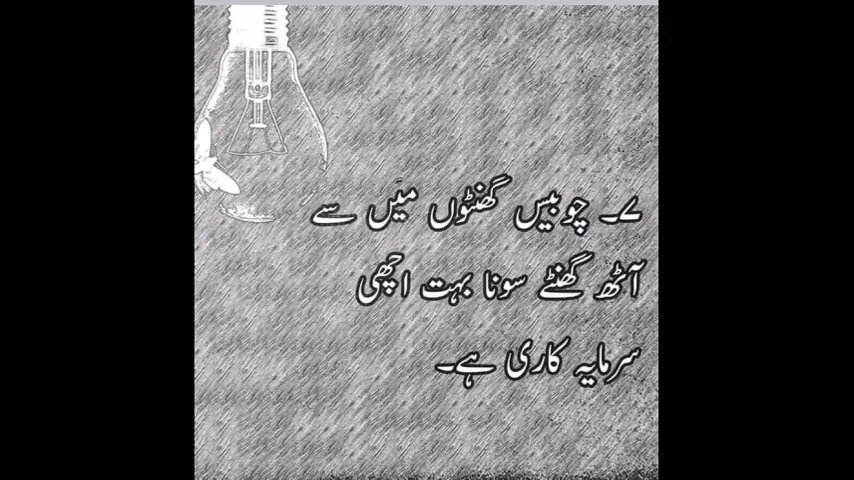 ۷۔ چوبیس گھنٹوں میں سے
آٹھ گھنٹے سونا بہت اچھی
سرمایہ کاری ہے۔